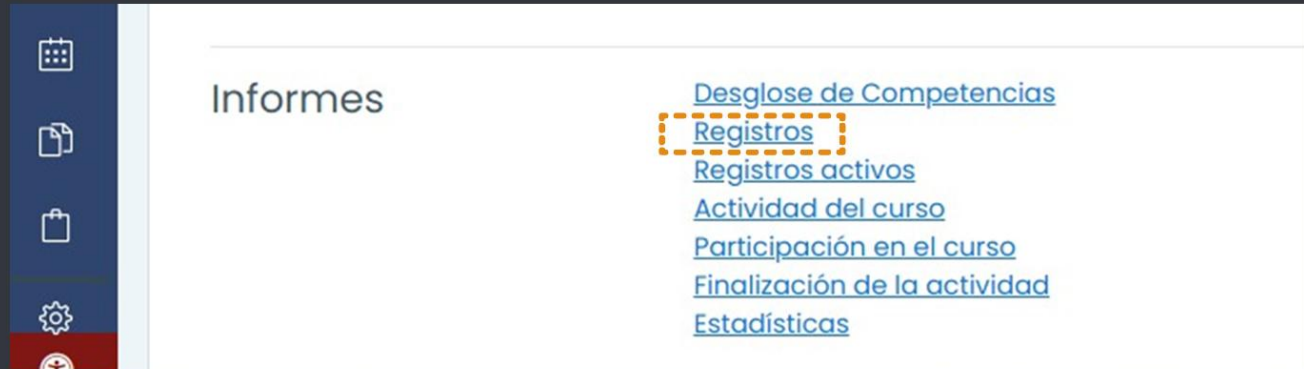 Informes
Desglose de Competencias
Registros
Registros activos
Actividad del curso
Participación en el curso
Finalización de la actividad
Estadísticas